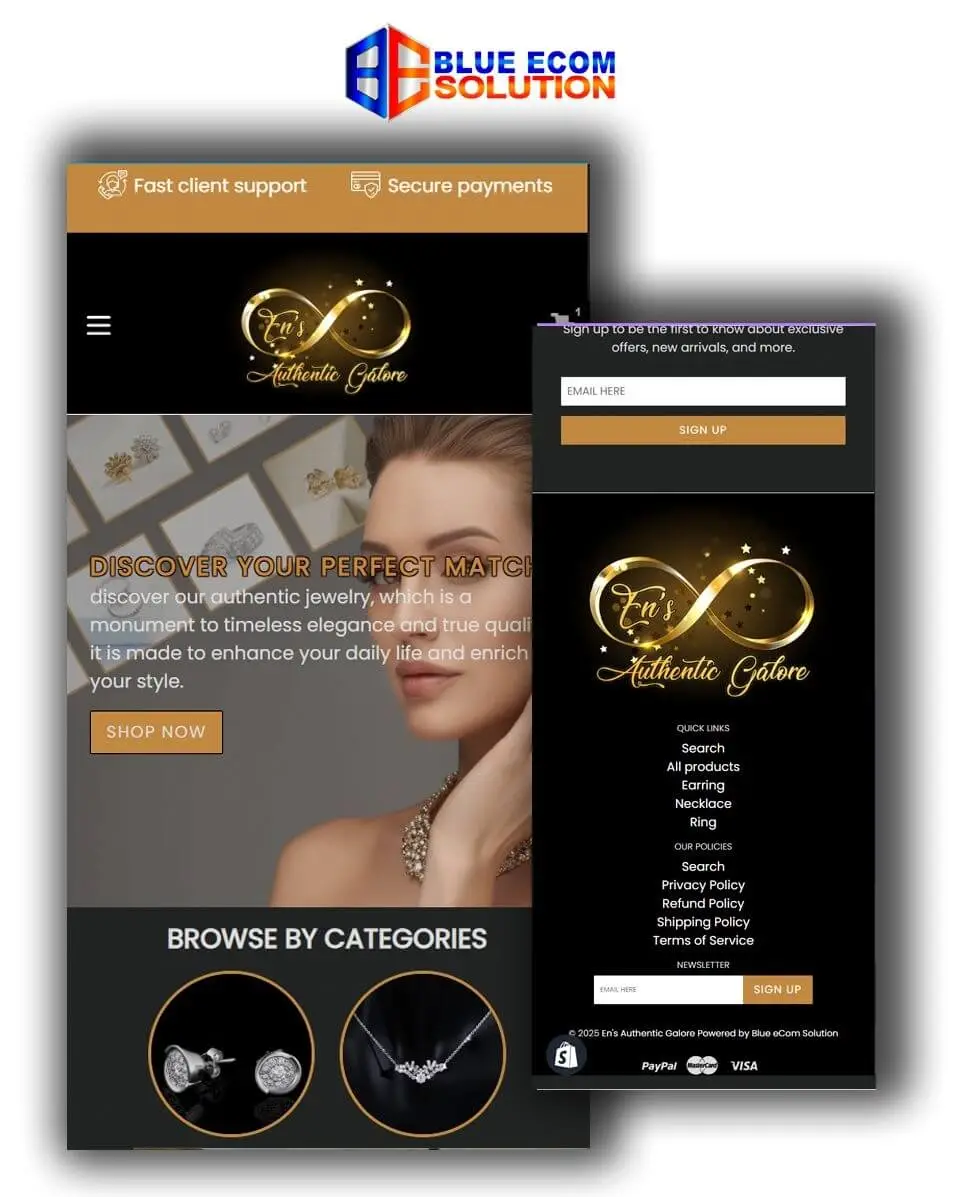 BLUE ECOM
SOLUTION
Fast client support
Secure payments
1
En's
Authentic Galore
DISCOVER YOUR PERFECT MATCH
discover our authentic jewelry, which is a
monument to timeless elegance and true quali
it is made to enhance your daily life and enrich
your style.
SHOP NOW
BROWSE BY CATEGORIES
Sign up to be the first to know about exclusive
offers, new arrivals, and more.
EMAIL HERE
SIGN UP
En's
Authentic Galore
QUICK LINKS
Search
All products
Earring
Necklace
Ring
OUR POLICIES
Search
Privacy Policy
Refund Policy
Shipping Policy
Terms of Service
NEWSLETTER
EMAIL HERE
SIGN UP
© 2025 En's Authentic Galore Powered by Blue eCom Solution
PayPal
MasterCard
VISA